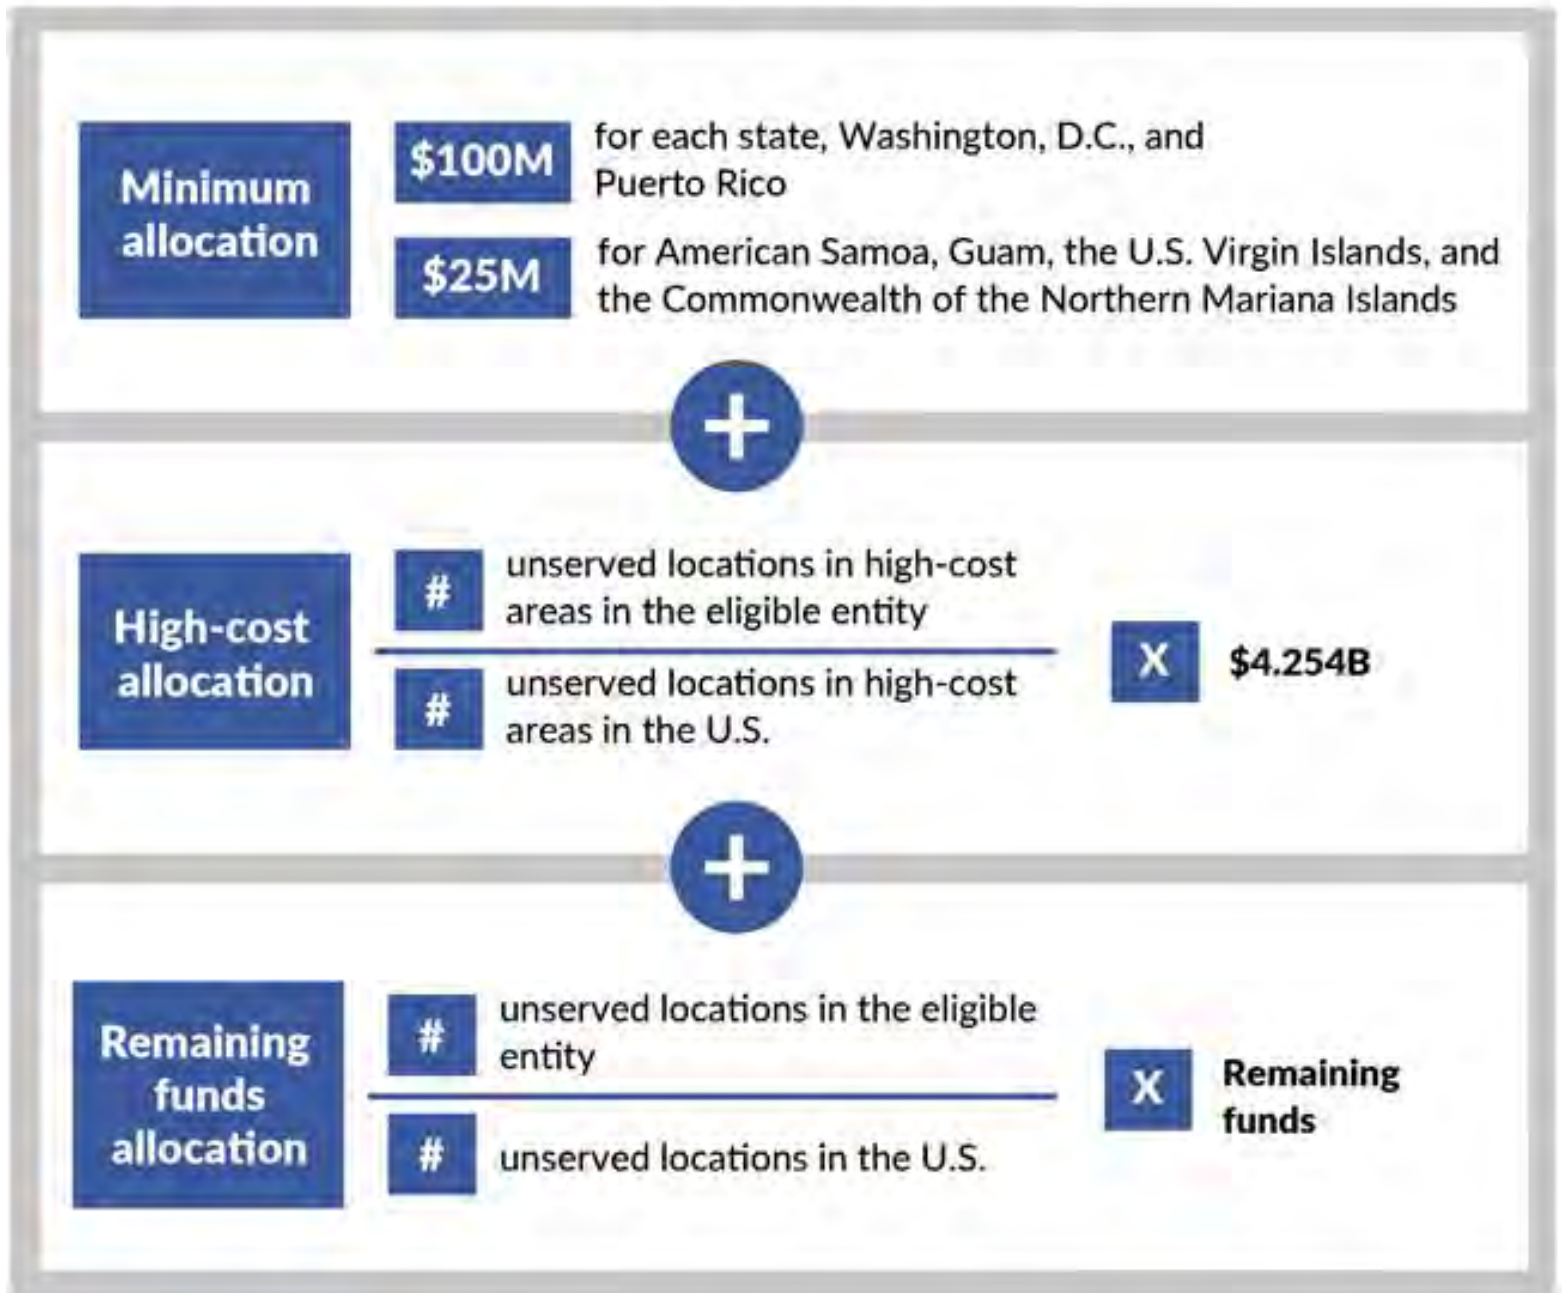 Minimum
allocation
$100M
for each state, Washington, D.C., and
Puerto Rico
$25M
for American Samoa, Guam, the U.S. Virgin Islands, and
the Commonwealth of the Northern Mariana Islands
+
High-cost
allocation
#
unserved locations in high-cost
areas in the eligible entity
#
unserved locations in high-cost
areas in the U.S.
X
$4.254B
+
Remaining
funds
allocation
#
unserved locations in the eligible
entity
#
unserved locations in the U.S.
X
Remaining
funds